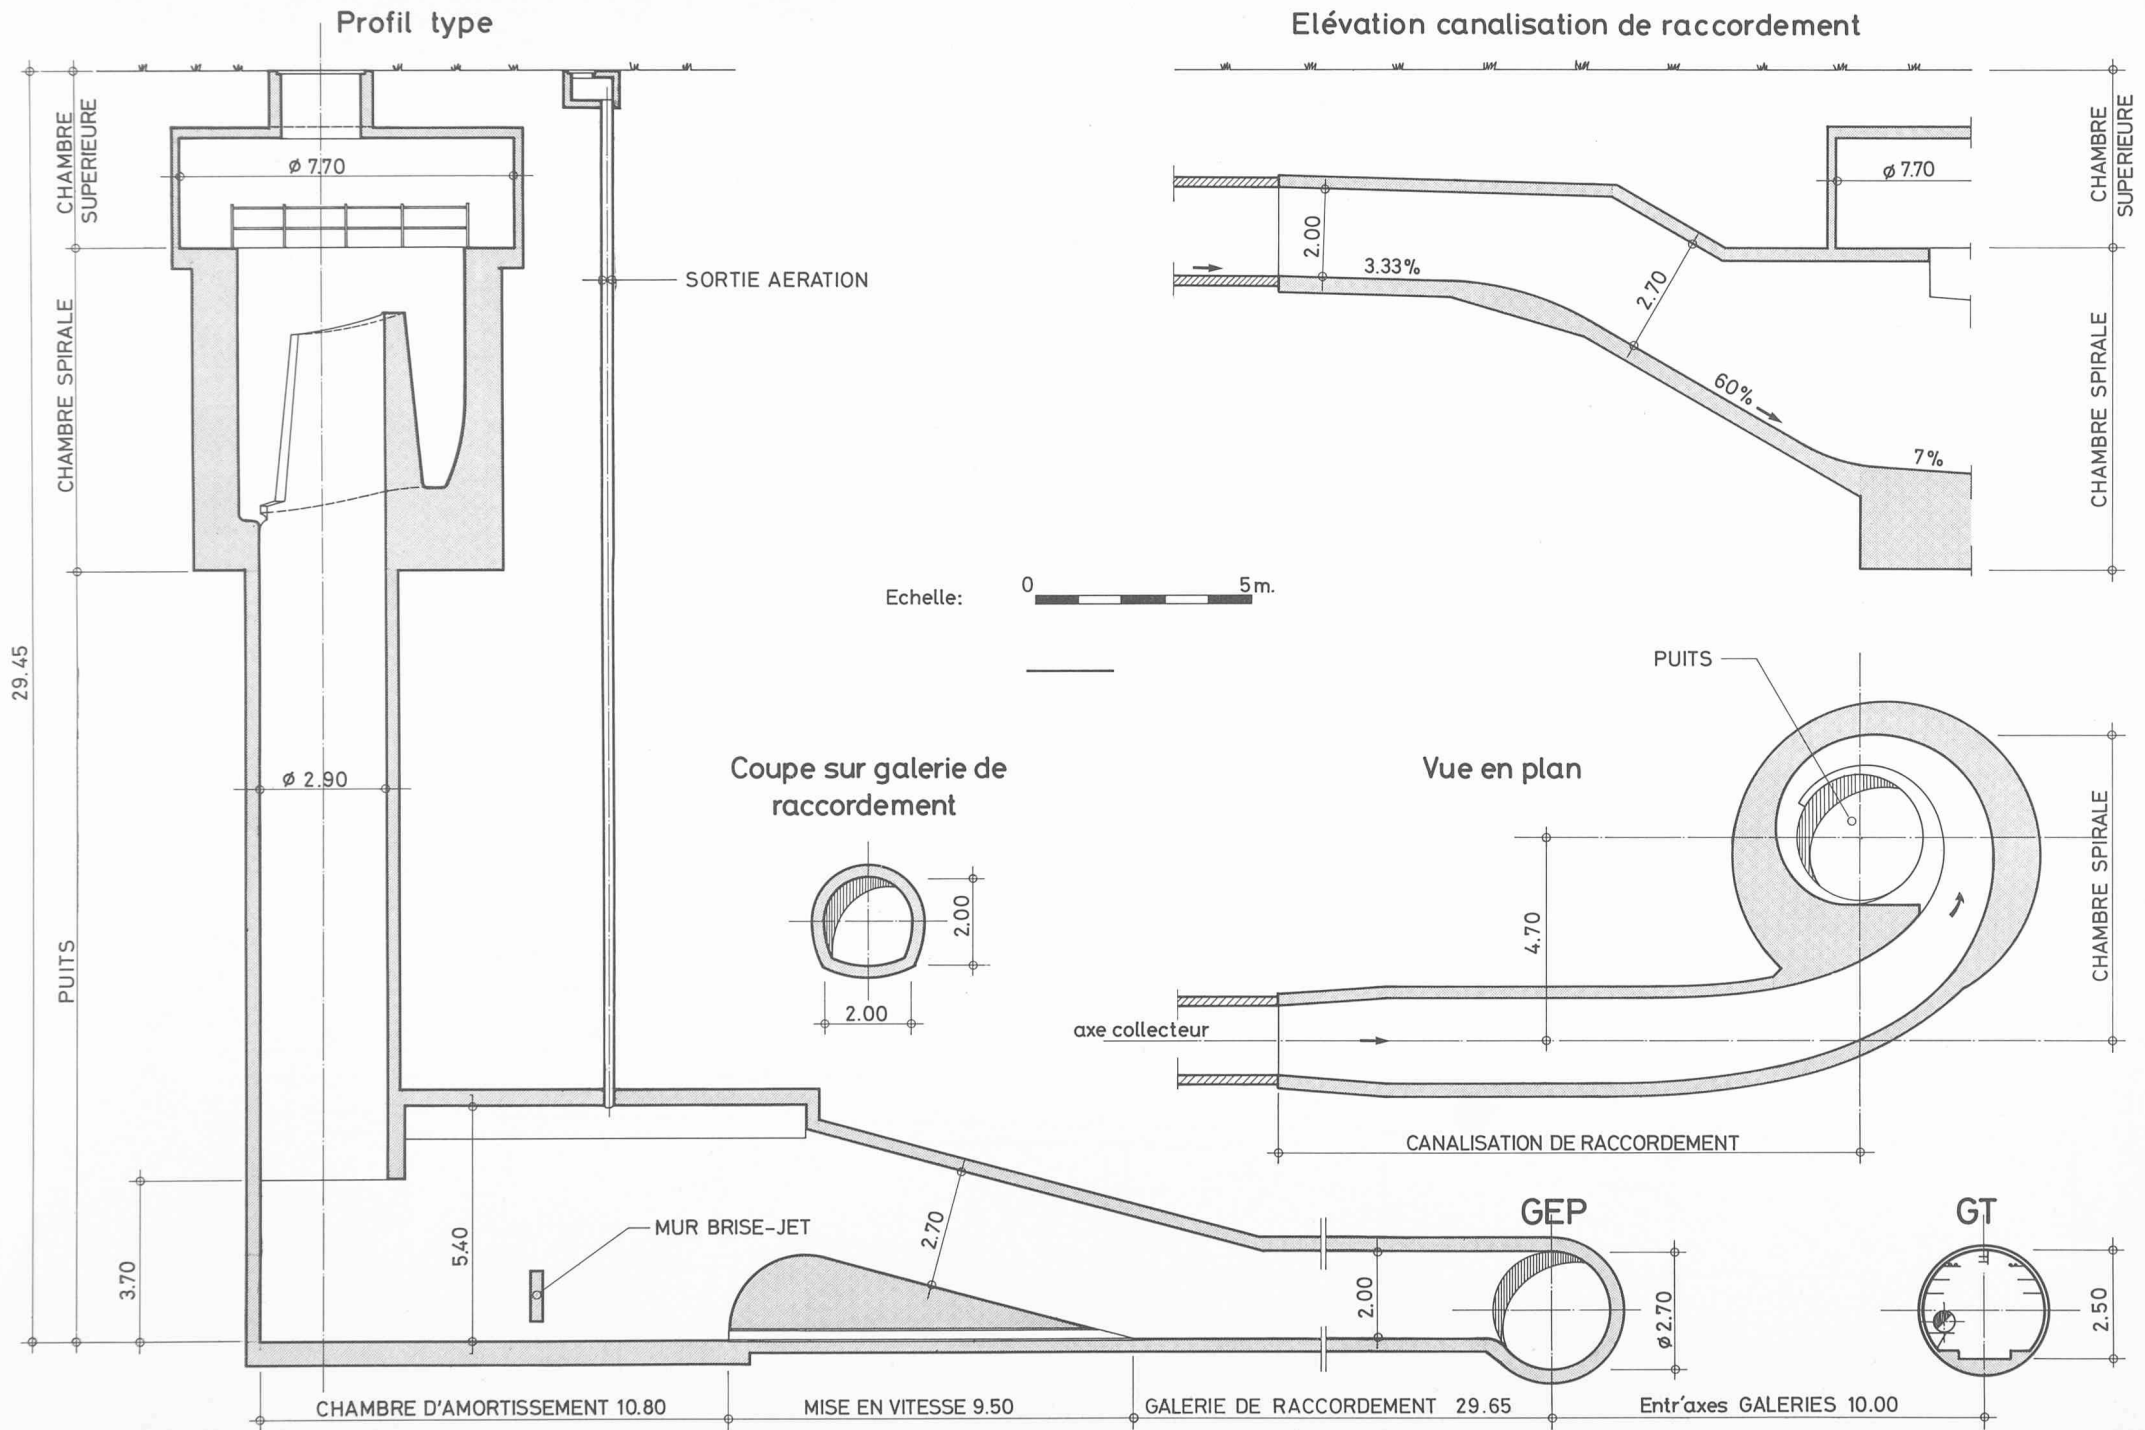 Profil type
Elévation canalisation de raccordement
CHAMBRE
SUPERIEURE
ø 7.70
CHAMBRE SPIRALE
SORTIE AERATION
29.45
PUITS
ø 2.90
3.70
5.40
MUR BRISE-JET
2.70
CHAMBRE D'AMORTISSEMENT 10.80
MISE EN VITESSE 9.50
GALERIE DE RACCORDEMENT 29.65
Entr'axes GALERIES 10.00
2.00
GEP
ø 2.70
GT
2.50
Echelle:
0
5 m.
Coupe sur galerie de
raccordement
2.00
2.00
2.00
3.33%
2.70
60%
7%
ø 7.70
CHAMBRE
SUPERIEURE
CHAMBRE SPIRALE
Vue en plan
PUITS
4.70
axe collecteur
CHAMBRE SPIRALE
CANALISATION DE RACCORDEMENT